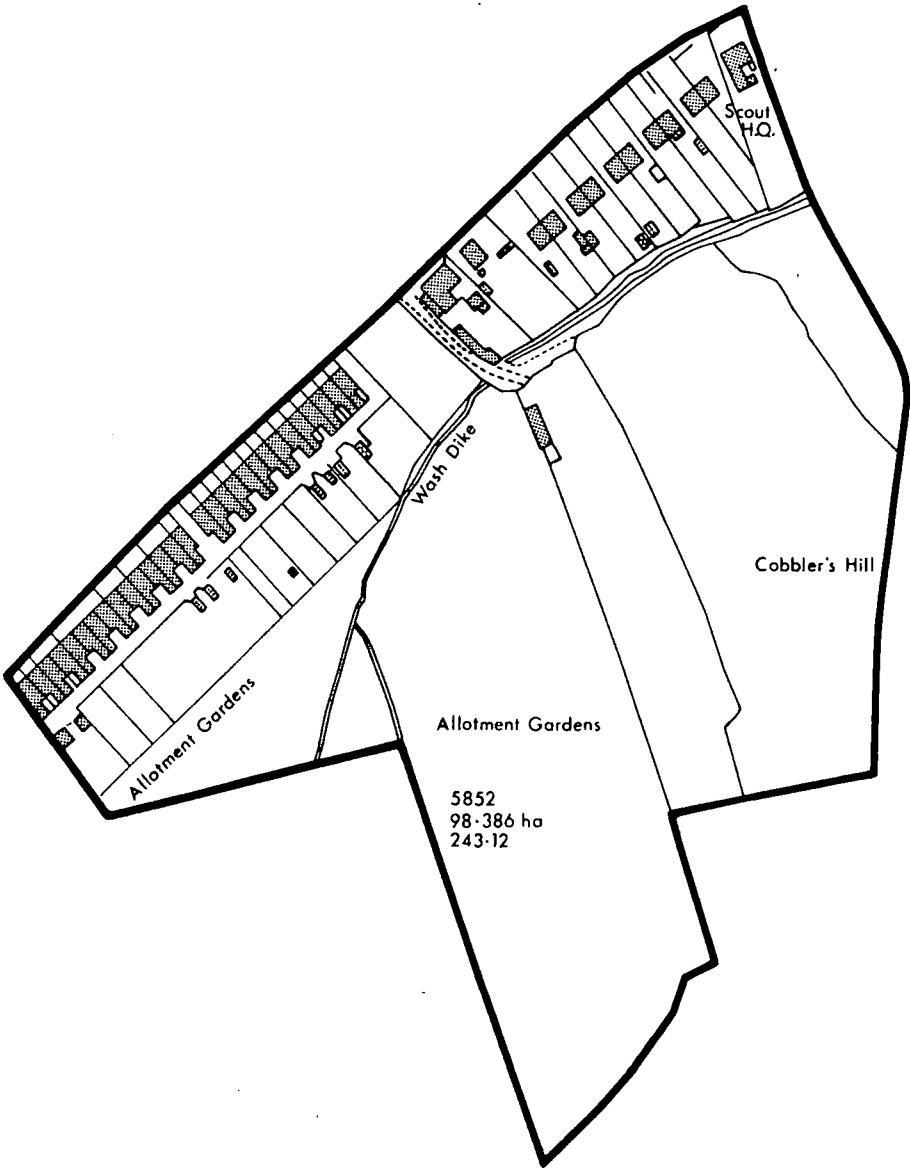 Scout
H.Q.
Wash Dike
Cobbler's Hill
Allotment Gardens
Allotment Gardens
5852
98·386 ha
243·12